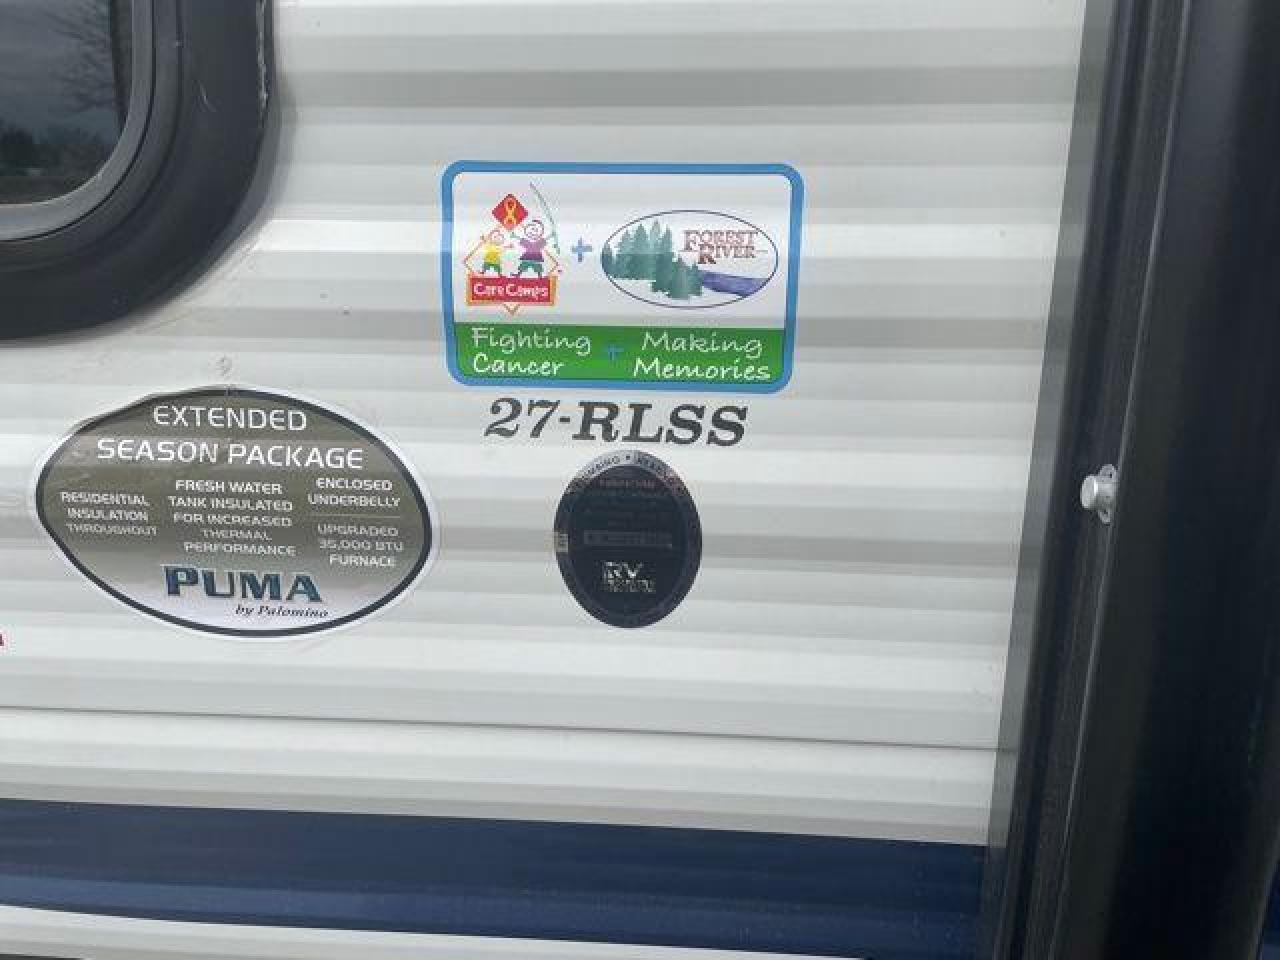 Care Camps
+
FOREST
RIVER
Fighting
Cancer
+
Making
Memories
27-RLSS
EXTENDED
SEASON PACKAGE
RESIDENTIAL
INSULATION
THROUGHOUT
FRESH WATER
TANK INSULATED
FOR INCREASED
THERMAL
PERFORMANCE
ENCLOSED
UNDERBELLY
UPGRADED
35,000 BTU
FURNACE
PUMA
by Palomino
RV